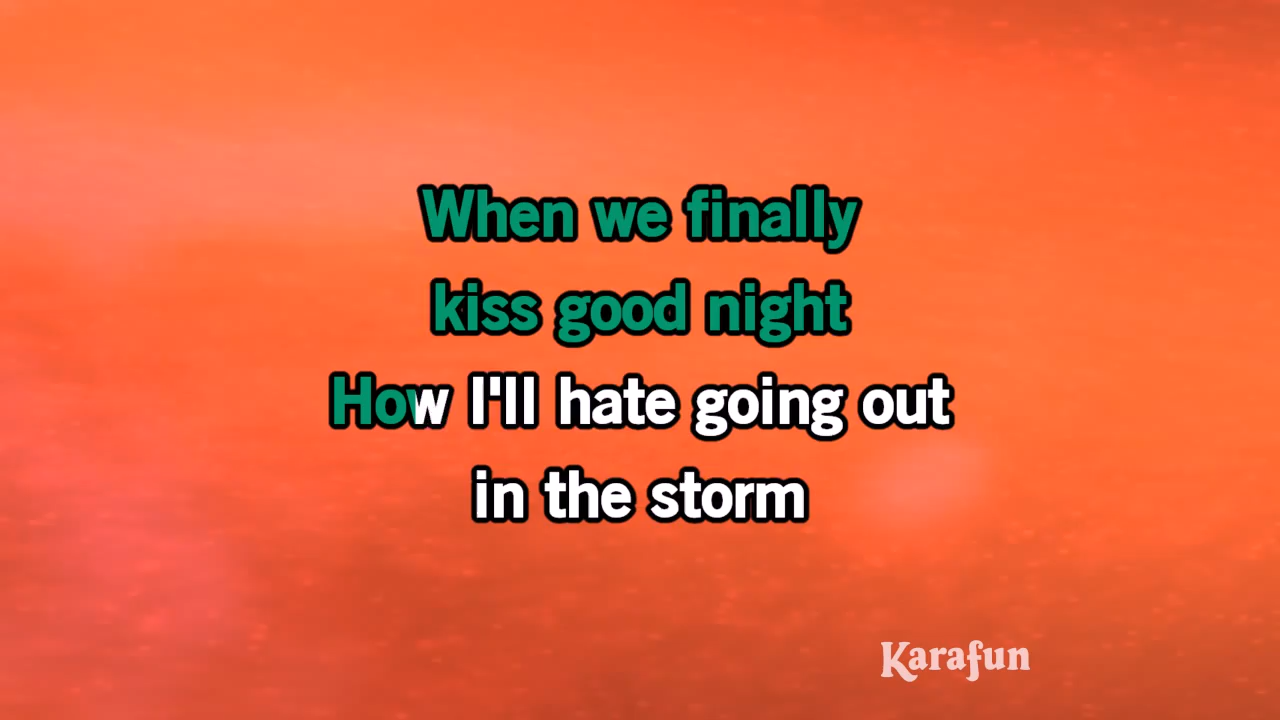 When we finally
kiss good night
How I'll hate going out
in the storm
Karafun